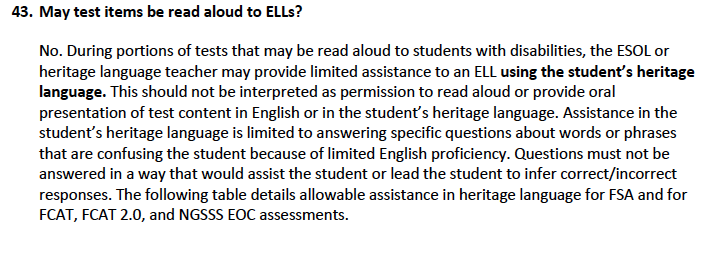 43. May test items be read aloud to ELLs?
No. During portions of tests that may be read aloud to students with disabilities, the ESOL or
heritage language teacher may provide limited assistance to an ELL using the student's heritage
language. This should not be interpreted as permission to read aloud or provide oral
presentation of test content in English or in the student's heritage language. Assistance in the
student's heritage language is limited to answering specific questions about words or phrases
that are confusing the student because of limited English proficiency. Questions must not be
answered in a way that would assist the student or lead the student to infer correct/incorrect
responses. The following table details allowable assistance in heritage language for FSA and for
FCAT, FCAT 2.0, and NGSSS EOC assessments.